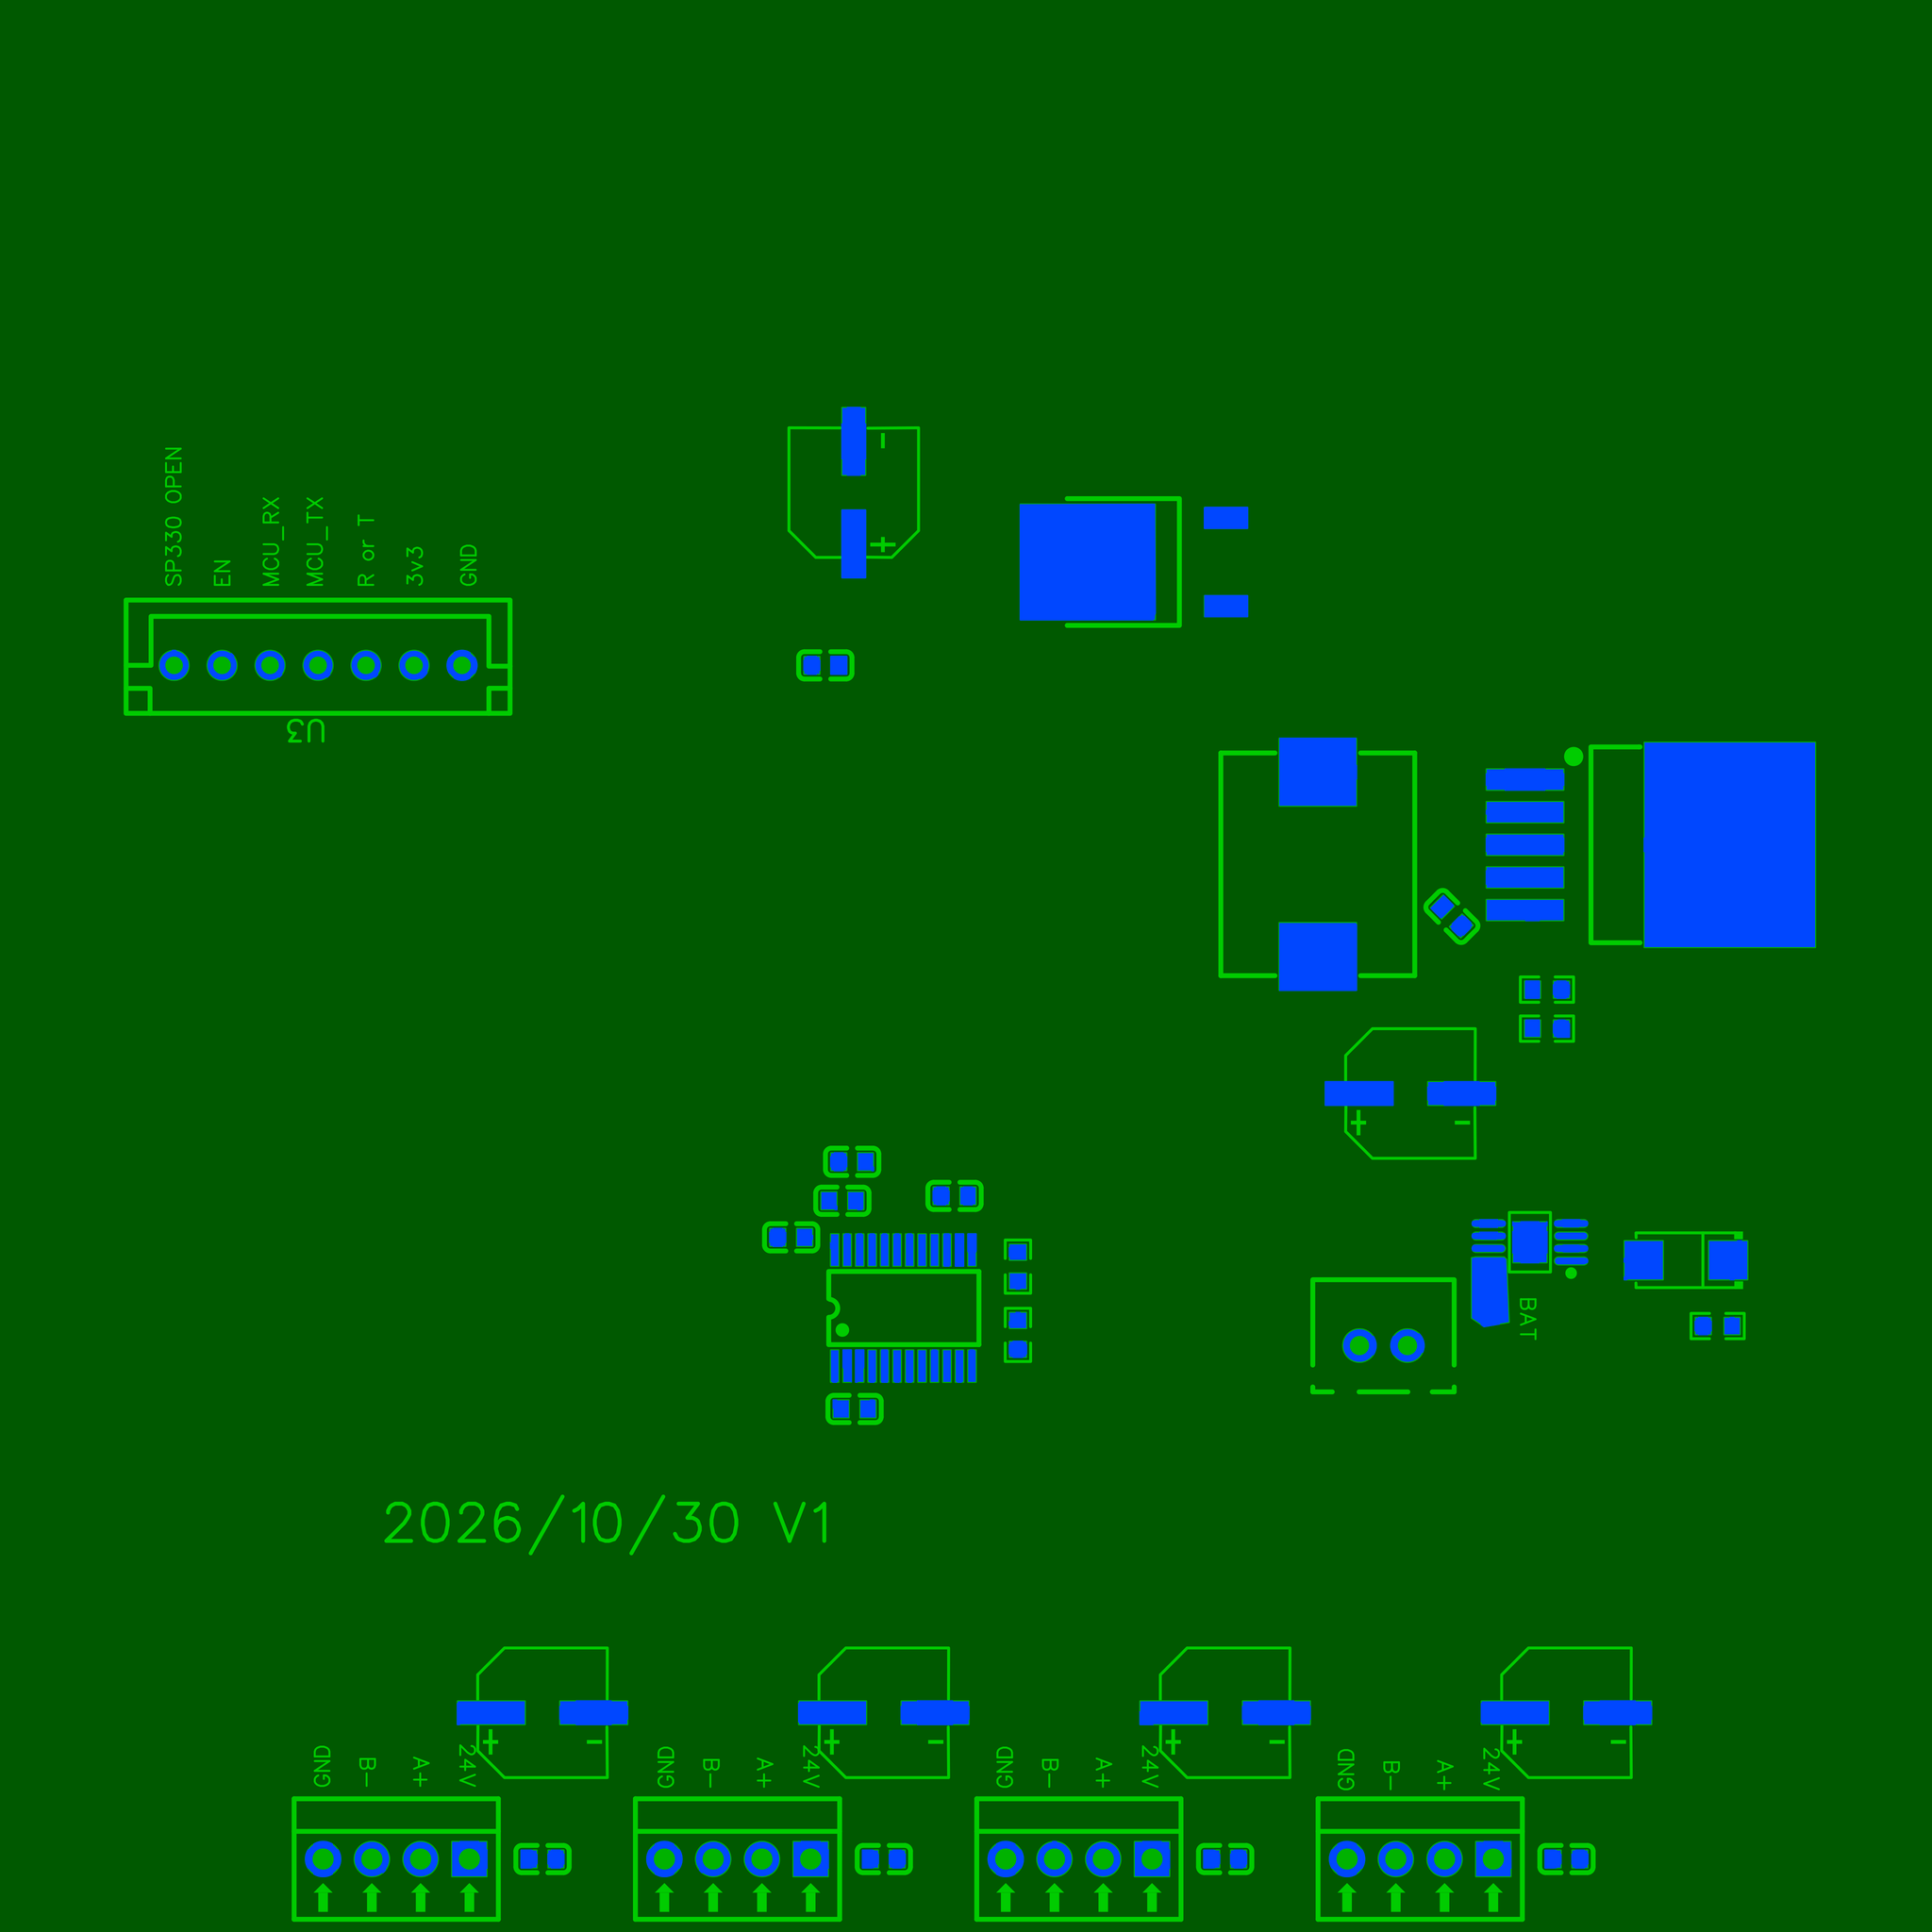 SP330 OPEN
EN
MCU_RX
MCU_TX
R or T
3v3
GND
U3
-
+
+
-
BAT
2026/10/30 V1
+
-
+
-
+
-
+
-
GND
B-
A+
24V
GND
B-
A+
24V
GND
B-
A+
24V
GND
B-
A+
24V